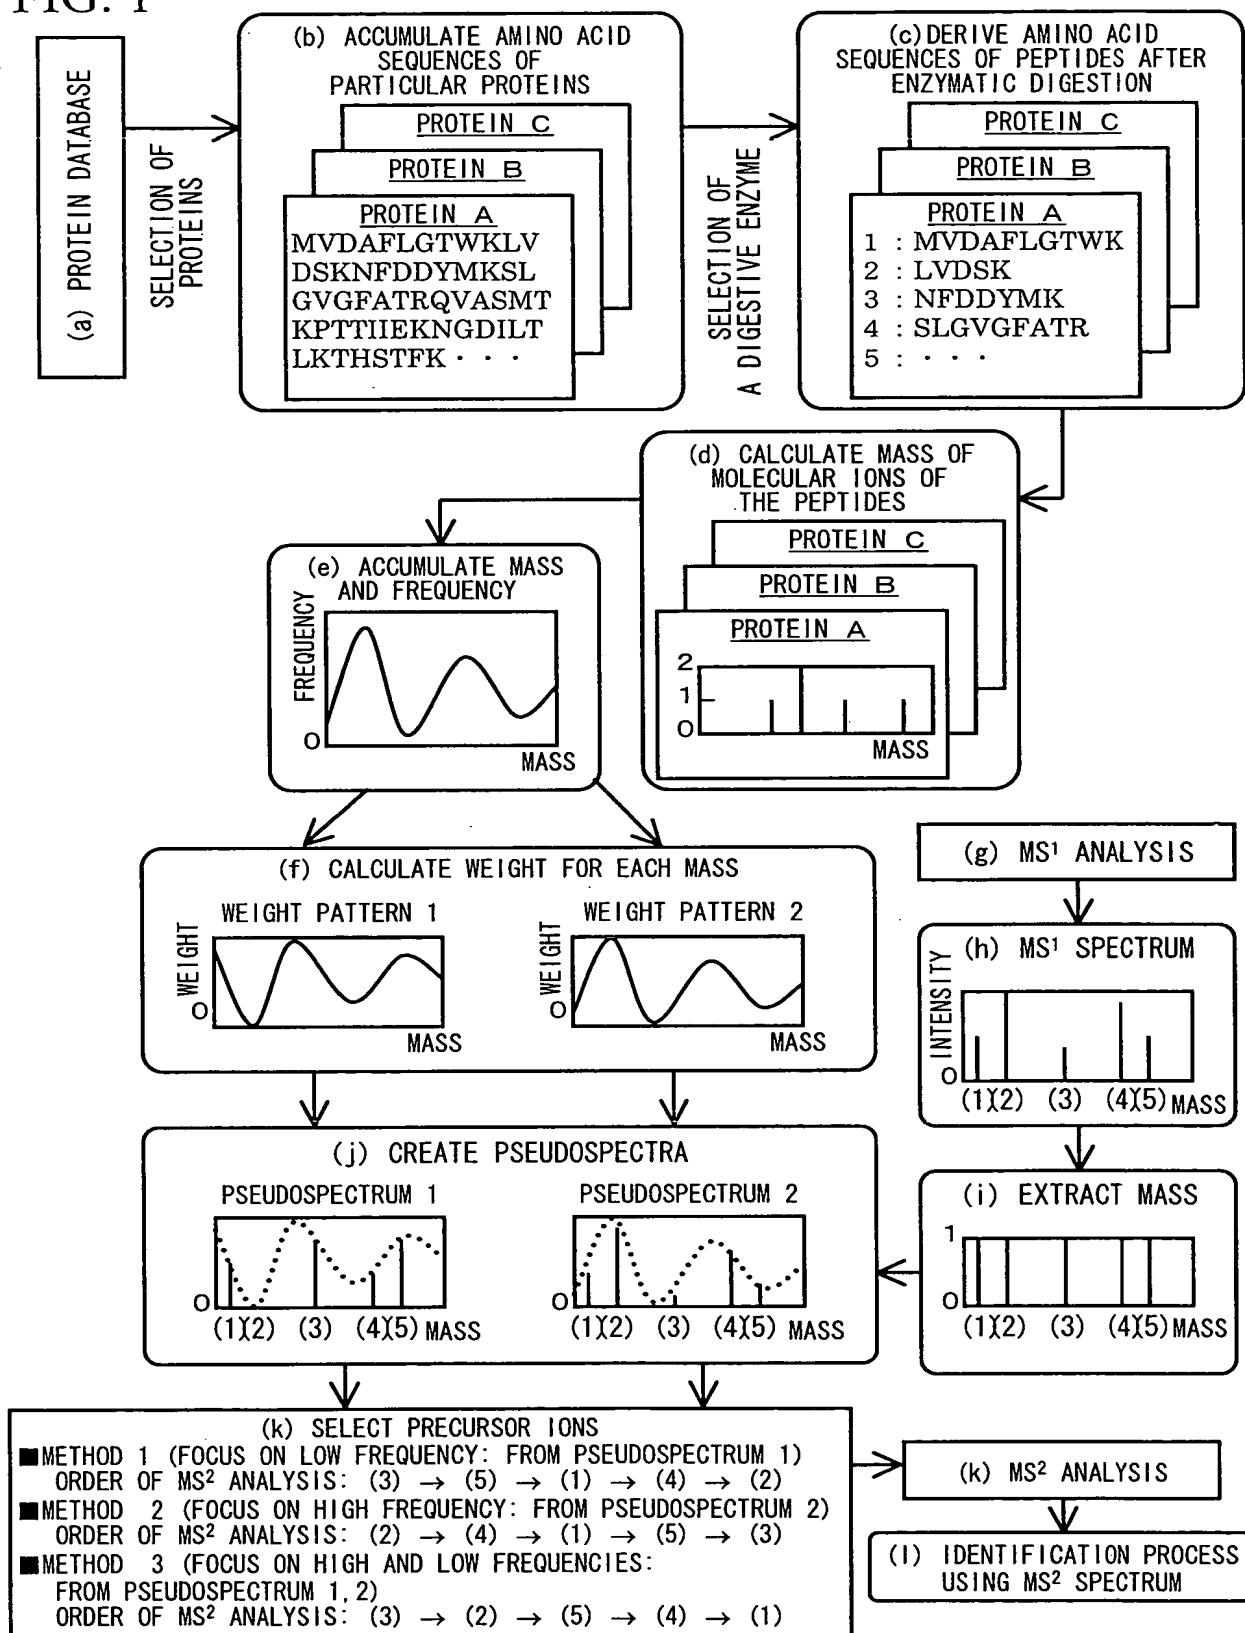 FIG. 1
(a) PROTEIN DATABASE
SELECTION OF
PROTEINS
(b) ACCUMULATE AMINO ACID
SEQUENCES OF
PARTICULAR PROTEINS
PROTEIN C
PROTEIN B
PROTEIN A
MVDAFLGTWKLV
DSKNFDDYMKSL
GVGFATRQVASMT
KPTTIIEKNGDILT
LKTHSTFK · · ·
SELECTION OF
A DIGESTIVE ENZYME
(c)DERIVE AMINO ACID
SEQUENCES OF PEPTIDES AFTER
ENZYMATIC DIGESTION
PROTEIN C
PROTEIN B
PROTEIN A
1 : MVDAFLGTWK
2 : LVDSK
3 : NFDDYMK
4 : SLGVGFATR
5 : · · ·
(d) CALCULATE MASS OF
MOLECULAR IONS OF
THE PEPTIDES
PROTEIN C
PROTEIN B
PROTEIN A
2
1
0
MASS
(e) ACCUMULATE MASS
AND FREQUENCY
FREQUENCY
0
MASS
(f) CALCULATE WEIGHT FOR EACH MASS
WEIGHT PATTERN 1
WEIGHT
0
MASS
WEIGHT PATTERN 2
WEIGHT
0
MASS
(g) MS¹ ANALYSIS
(h) MS¹ SPECTRUM
INTENSITY
0
(1)(2) (3) (4)(5) MASS
(i) EXTRACT MASS
1
0
(1)(2) (3) (4)(5) MASS
(j) CREATE PSEUDOSPECTRA
PSEUDOSPECTRUM 1
0
(1)(2) (3) (4)(5) MASS
PSEUDOSPECTRUM 2
0
(1)(2) (3) (4)(5) MASS
(k) SELECT PRECURSOR IONS
■METHOD 1 (FOCUS ON LOW FREQUENCY: FROM PSEUDOSPECTRUM 1)
ORDER OF MS² ANALYSIS: (3) → (5) → (1) → (4) → (2)
■METHOD 2 (FOCUS ON HIGH FREQUENCY: FROM PSEUDOSPECTRUM 2)
ORDER OF MS² ANALYSIS: (2) → (4) → (1) → (5) → (3)
■METHOD 3 (FOCUS ON HIGH AND LOW FREQUENCIES:
FROM PSEUDOSPECTRUM 1, 2)
ORDER OF MS² ANALYSIS: (3) → (2) → (5) → (4) → (1)
(k) MS² ANALYSIS
(l) IDENTIFICATION PROCESS
USING MS² SPECTRUM